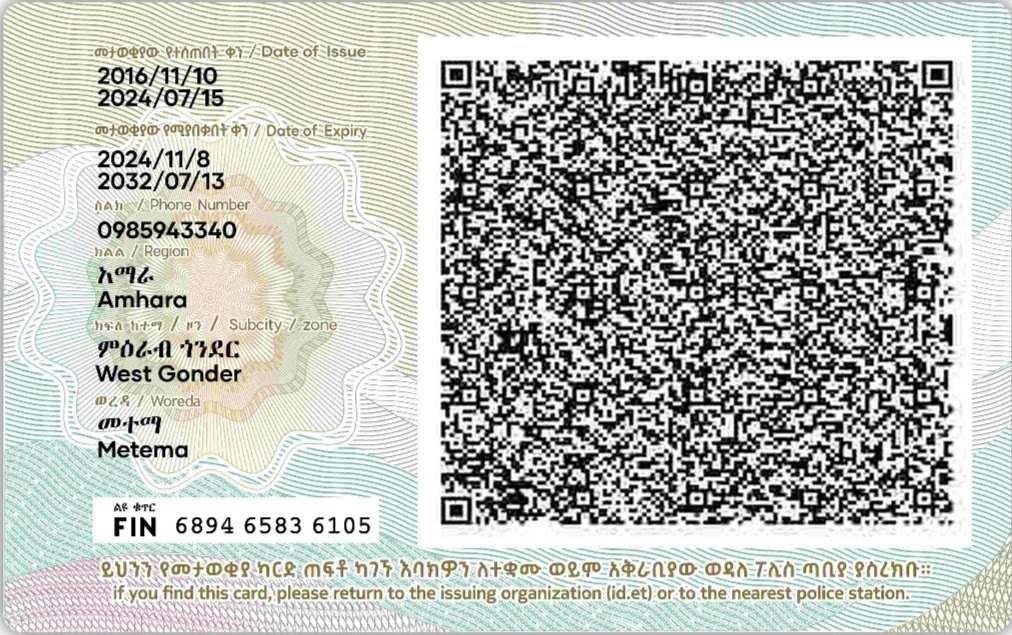 መታወቂያው የተሰጠበት ቀን / Date of Issue
2016/11/10
2024/07/15
መታወቂያው የሚያበቃበት ቀን / Date of Expiry
2024/11/8
2032/07/13
ስልክ / Phone Number
0985943340
ክልል / Region
አማራ
Amhara
ክፍለ ከተማ / ዞን / Subcity / zone
ምዕራብ ጎንደር
West Gonder
ወረዳ / Woreda
መተማ
Metema
ልዩ ቁጥር
FIN 6894 6583 6105
ይህንን የመታወቂያ ካርድ ጠፍቶ ካገኙ እባክዎን ለተቋሙ ወይም አቅራቢያው ወዳለ ፖሊስ ጣቢያ ያስረክቡ።
if you find this card, please return to the issuing organization (id.et) or to the nearest police station.